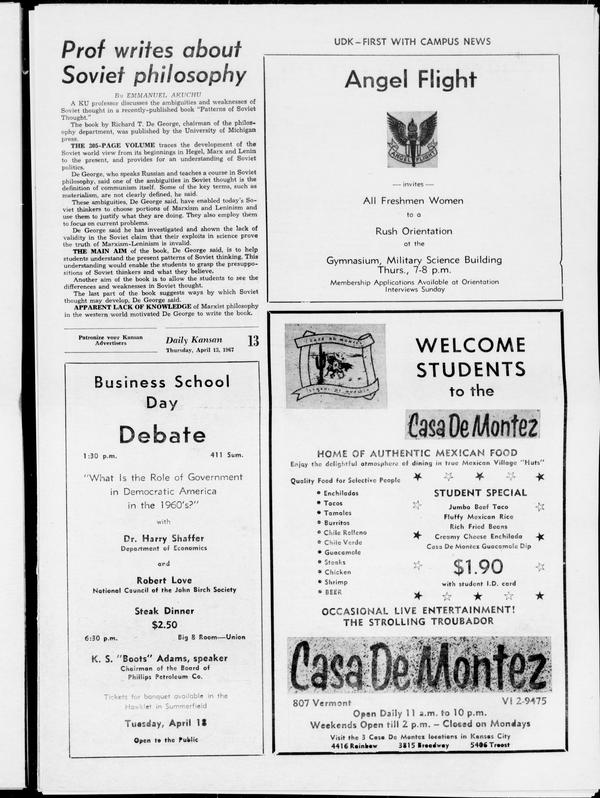 UDK—FIRST WITH CAMPUS NEWS
Prof writes about
Soviet philosophy
By EMMANUEL AKUCHU
A KU professor discusses the ambiguities and weaknesses of
Soviet thought in a recently-published book "Patterns of Soviet
Thought."
The book by Richard T. De George, chairman of the philos-
ophy department, was published by the University of Michigan
press.
THE 305-PAGE VOLUME traces the development of the
Soviet world view from its beginnings in Hegel, Marx and Lenin
to the present, and provides for an understanding of Soviet
politics.
De George, who speaks Russian and teaches a course in Soviet
philosophy, said one of the ambiguities in Soviet thought is the
definition of communism itself. Some of the key terms, such as
materialism, are not clearly defined, he said.
These ambiguities, De George said, have enabled today's So-
viet thinkers to choose portions of Marxism and Leninism and
use them to justify what they are doing. They also employ them
to focus on current problems.
De George said he has investigated and shown the lack of
validity in the Soviet claim that their exploits in science prove
the truth of Marxism-Leninism is invalid.
THE MAIN AIM of the book, De George said, is to help
students understand the present patterns of Soviet thinking. This
understanding would enable the students to grasp the presuppo-
sitions of Soviet thinkers and what they believe.
Another aim of the book is to allow the students to see the
differences and weaknesses in Soviet thought.
The last part of the book suggests ways by which Soviet
thought may develop, De George said.
APPARENT LACK OF KNOWLEDGE of Marxist philosophy
in the western world motivated De George to write the book.
Patronize your Kansan
Advertisers
Daily Kansan
Thursday, April 13, 1967
13
Business School
Day
Debate
1:30 p.m. 411 Sum.
"What Is the Role of Government
in Democratic America
in the 1960's?"
with
Dr. Harry Shaffer
Department of Economics
and
Robert Love
National Council of the John Birch Society
Steak Dinner
$2.50
6:30 p.m. Big 8 Room—Union
K. S. "Boots" Adams, speaker
Chairman of the Board of
Phillips Petroleum Co.
Tickets for banquet available in the
Hawklet in Summerfield
Tuesday, April 18
Open to the Public
Angel Flight
ANGEL FLIGHT
— invites —
All Freshmen Women
to a
Rush Orientation
at the
Gymnasium, Military Science Building
Thurs., 7-8 p.m.
Membership Applications Available at Orientation
Interviews Sunday
CASA DE MONTEZ
WELCOME
STUDENTS
to the
Casa De Montez
HOME OF AUTHENTIC MEXICAN FOOD
Enjoy the delightful atmosphere of dining in true Mexican Village "Huts"
Quality Food for Selective People
* Enchiladas
* Tacos
* Tamales
* Burritos
* Chile Relleno
* Chile Verde
* Guacamole
* Steaks
* Chicken
* Shrimp
* BEER
STUDENT SPECIAL
Jumbo Beef Taco
Fluffy Mexican Rice
Rich Fried Beans
Creamy Cheese Enchilada
Casa De Montez Guacamole Dip
$1.90
with student I.D. card
OCCASIONAL LIVE ENTERTAINMENT!
THE STROLLING TROUBADOR
Casa De Montez
807 Vermont VI 2-9475
Open Daily 11 a.m. to 10 p.m.
Weekends Open till 2 p.m. – Closed on Mondays
Visit the 3 Casa De Montez locations in Kansas City
4416 Rainbow 3815 Broadway 5406 Troost